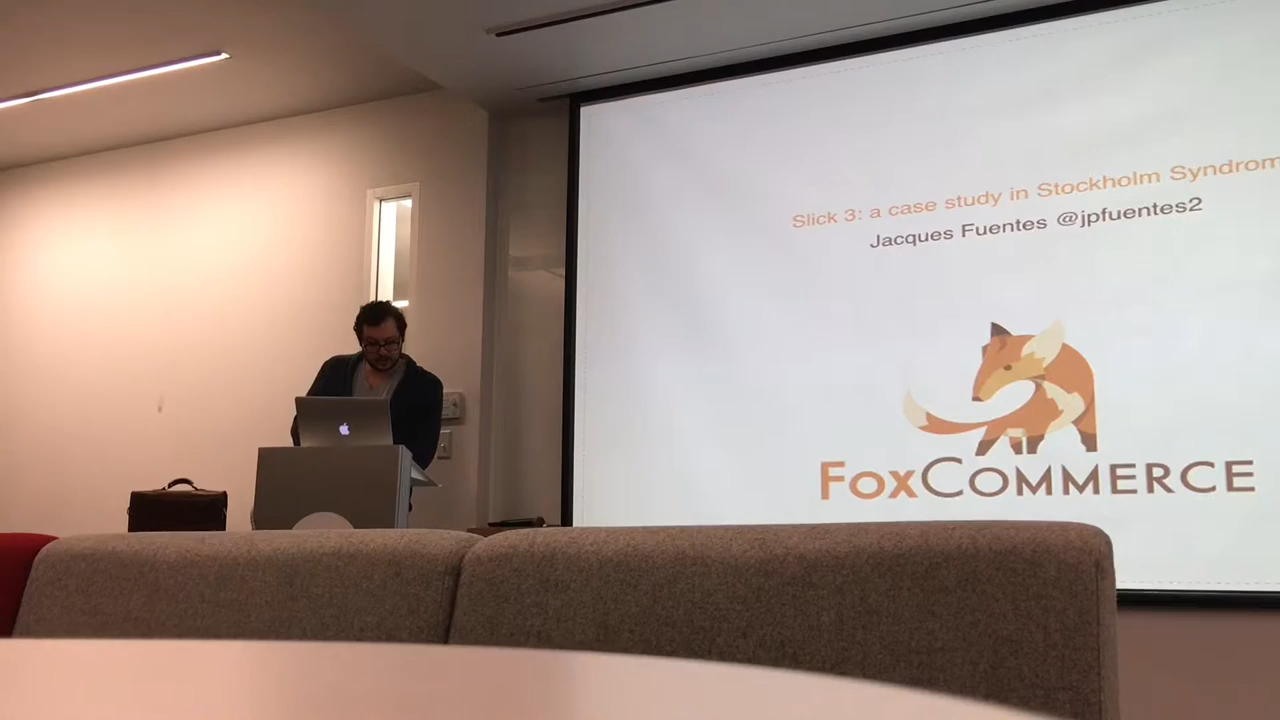 Slick 3: a case study in Stockholm Syndrom
Jacques Fuentes @jpfuentes2
FOXCOMMERCE